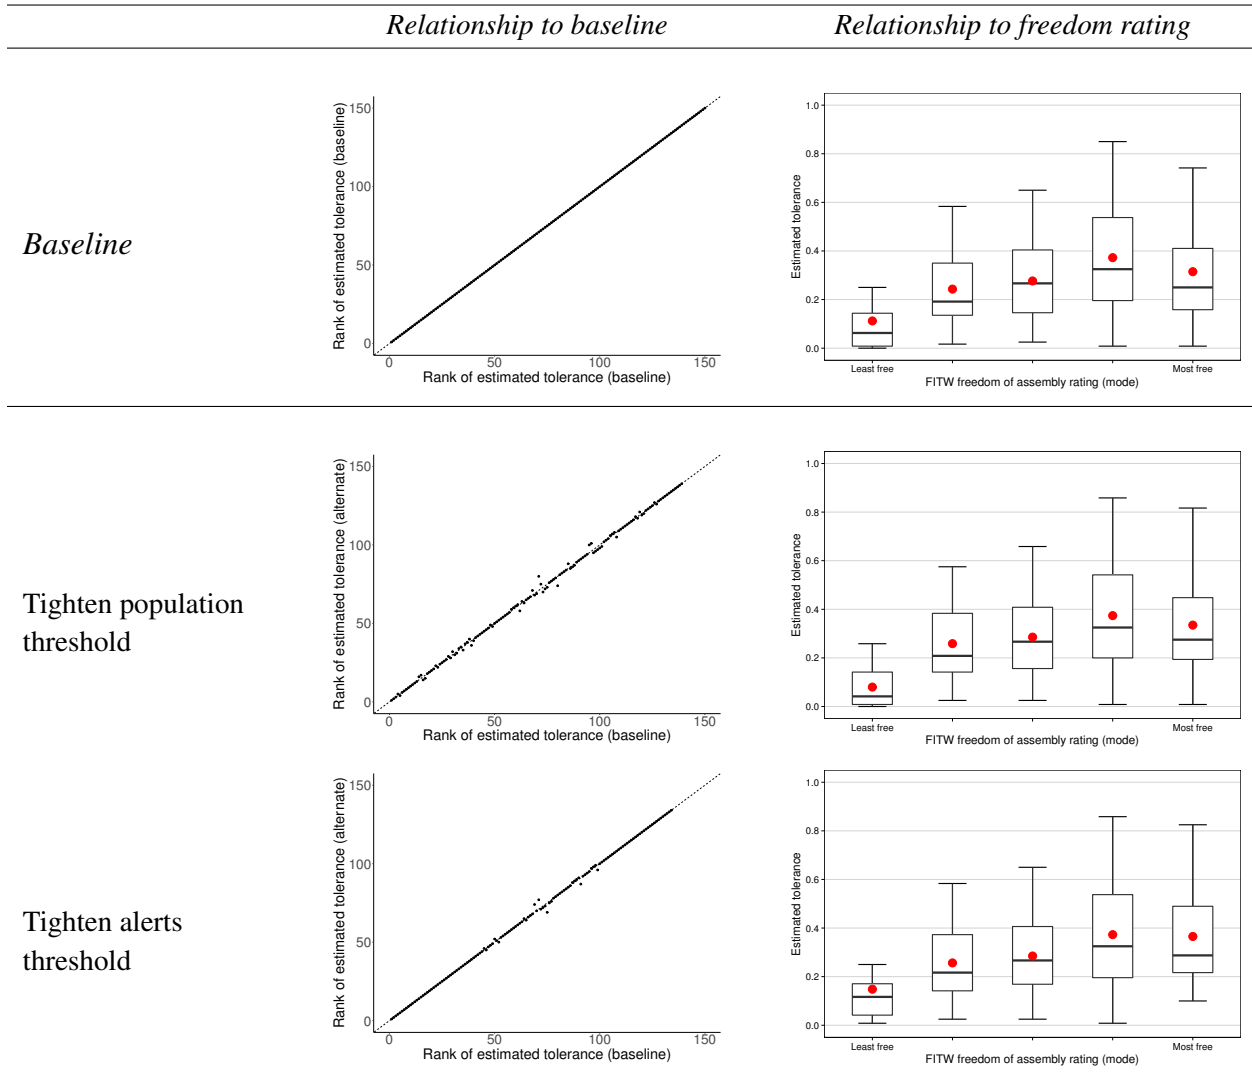 Relationship to baseline
Relationship to freedom rating
Baseline
Rank of estimated tolerance (baseline)
150
100
50
0
0 50 100 150
Rank of estimated tolerance (baseline)
Estimated tolerance
1.0
0.8
0.6
0.4
0.2
0.0
Least free Most free
FITW freedom of assembly rating (mode)
Tighten population
threshold
Rank of estimated tolerance (alternate)
150
100
50
0
0 50 100 150
Rank of estimated tolerance (baseline)
Estimated tolerance
1.0
0.8
0.6
0.4
0.2
0.0
Least free Most free
FITW freedom of assembly rating (mode)
Tighten alerts
threshold
Rank of estimated tolerance (alternate)
150
100
50
0
0 50 100 150
Rank of estimated tolerance (baseline)
Estimated tolerance
1.0
0.8
0.6
0.4
0.2
0.0
Least free Most free
FITW freedom of assembly rating (mode)